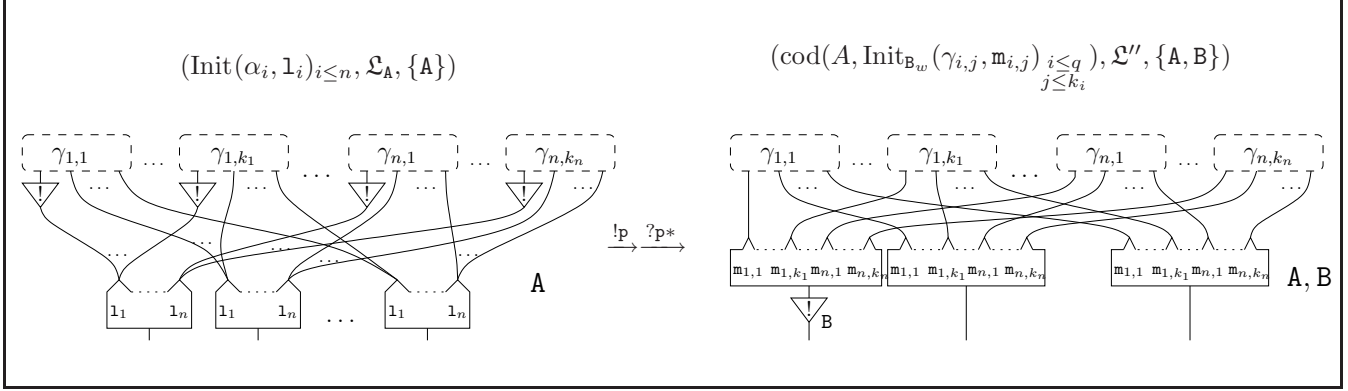 (Init(αᵢ, 1ᵢ)ᵢ≤ₙ, 𝔏_A, {A})
(cod(A, Init_{B_w}(γ_{i,j}, m_{i,j})_{i≤q j≤k_i}), 𝔏'', {A, B})
γ_{1,1} ... γ_{1,k_1} ... γ_{n,1} ... γ_{n,k_n}
γ_{1,1} ... γ_{1,k_1} ... γ_{n,1} ... γ_{n,k_n}
! ... ! ... ! ... ! ...
... ... ... ...
... ... ... ...
!p ?p*
m_{1,1} m_{1,k_1} m_{n,1} m_{n,k_n} m_{1,1} m_{1,k_1} m_{n,1} m_{n,k_n} m_{1,1} m_{1,k_1} m_{n,1} m_{n,k_n}
A
A, B
l_1 l_n l_1 l_n ... l_1 l_n
! B